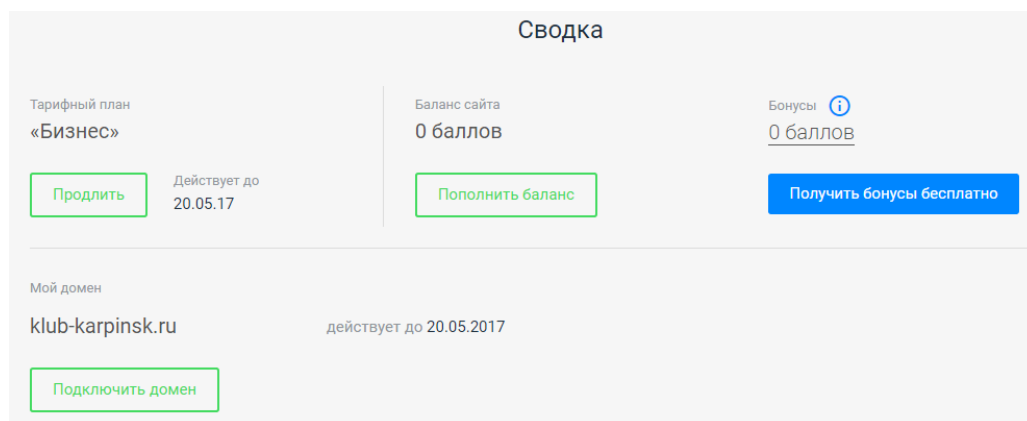 Сводка
Тарифный план
«Бизнес»
Продлить
Действует до
20.05.17
Баланс сайта
0 баллов
Пополнить баланс
Бонусы
0 баллов
Получить бонусы бесплатно
Мой домен
klub-karpinsk.ru
действует до 20.05.2017
Подключить домен